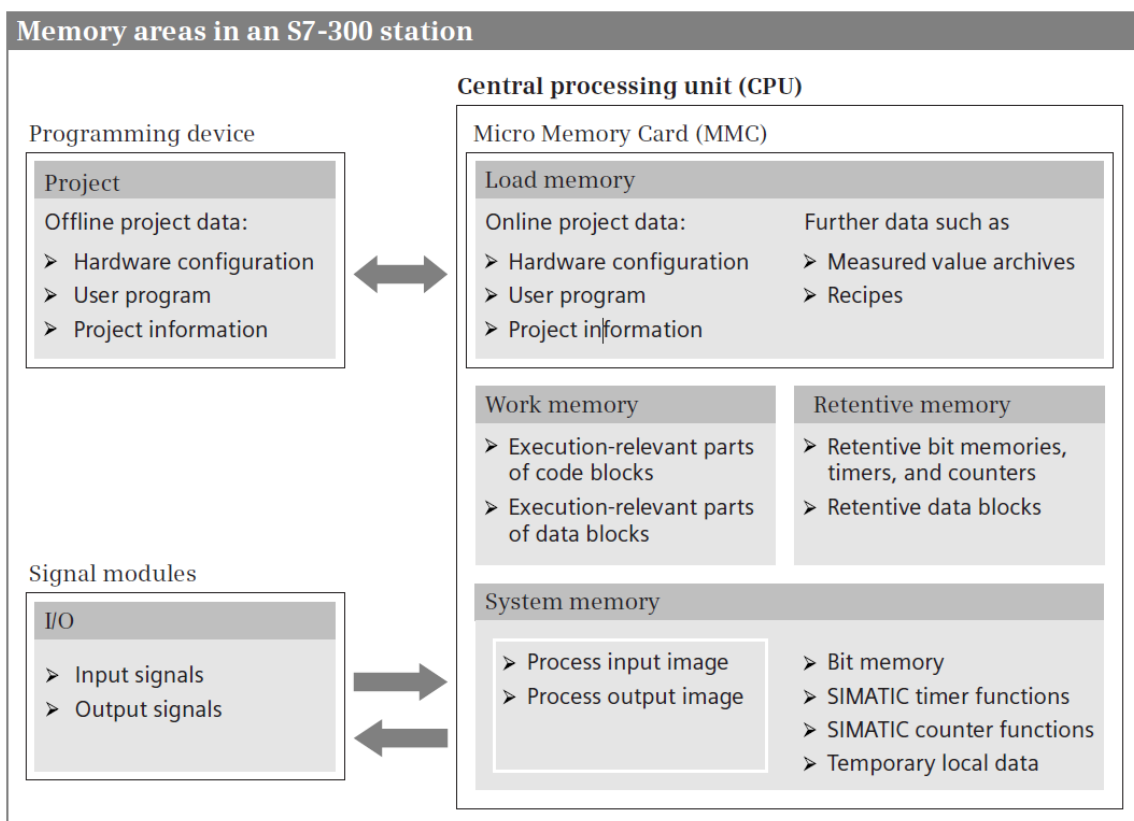 Memory areas in an S7-300 station
Central processing unit (CPU)
Programming device
Project
Offline project data:
➢ Hardware configuration
➢ User program
➢ Project information
Micro Memory Card (MMC)
Load memory
Online project data:
➢ Hardware configuration
➢ User program
➢ Project information
Further data such as
➢ Measured value archives
➢ Recipes
Work memory
➢ Execution-relevant parts
of code blocks
➢ Execution-relevant parts
of data blocks
Retentive memory
➢ Retentive bit memories,
timers, and counters
➢ Retentive data blocks
Signal modules
I/O
➢ Input signals
➢ Output signals
System memory
➢ Process input image
➢ Process output image
➢ Bit memory
➢ SIMATIC timer functions
➢ SIMATIC counter functions
➢ Temporary local data